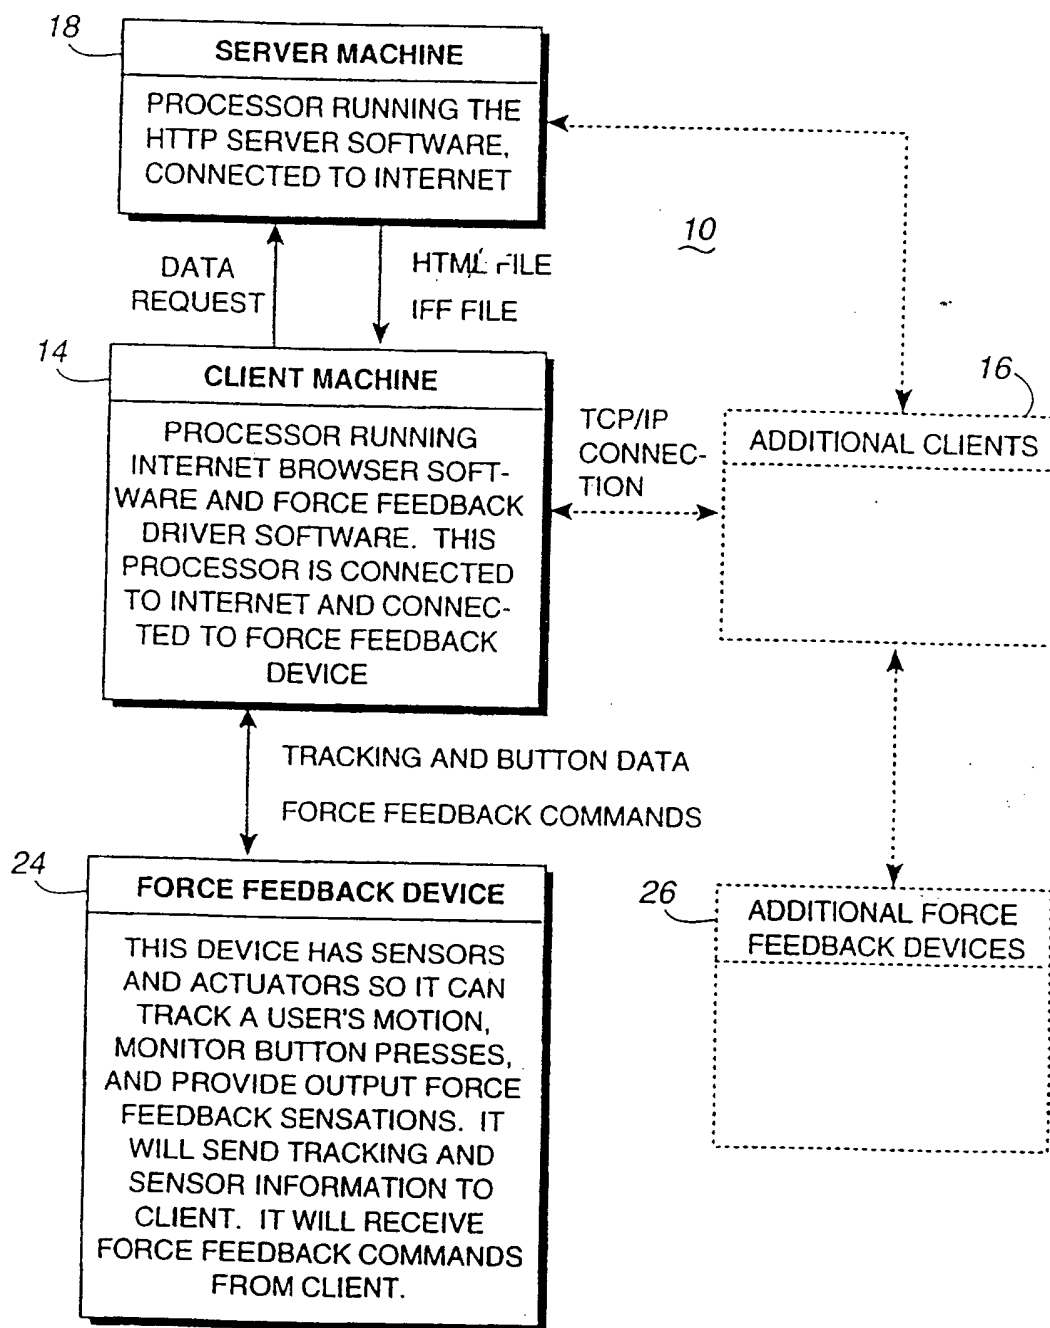 18
SERVER MACHINE
PROCESSOR RUNNING THE
HTTP SERVER SOFTWARE,
CONNECTED TO INTERNET
10
DATA
REQUEST
HTML FILE
IFF FILE
14
CLIENT MACHINE
PROCESSOR RUNNING
INTERNET BROWSER SOFT-
WARE AND FORCE FEEDBACK
DRIVER SOFTWARE. THIS
PROCESSOR IS CONNECTED
TO INTERNET AND CONNEC-
TED TO FORCE FEEDBACK
DEVICE
TCP/IP
CONNEC-
TION
16
ADDITIONAL CLIENTS
TRACKING AND BUTTON DATA
FORCE FEEDBACK COMMANDS
24
FORCE FEEDBACK DEVICE
THIS DEVICE HAS SENSORS
AND ACTUATORS SO IT CAN
TRACK A USER'S MOTION,
MONITOR BUTTON PRESSES,
AND PROVIDE OUTPUT FORCE
FEEDBACK SENSATIONS. IT
WILL SEND TRACKING AND
SENSOR INFORMATION TO
CLIENT. IT WILL RECEIVE
FORCE FEEDBACK COMMANDS
FROM CLIENT.
26
ADDITIONAL FORCE
FEEDBACK DEVICES